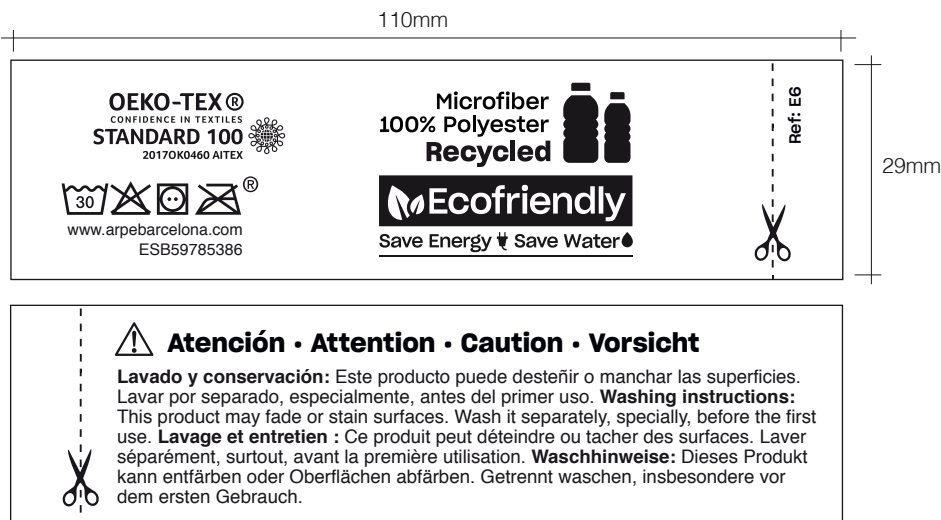 110mm
OEKO-TEX®
CONFIDENCE IN TEXTILES
STANDARD 100
2017OK0460 AITEX
30
®
www.arpebarcelona.com
ESB59785386
Microfiber
100% Polyester
Recycled
Ecofriendly
Save Energy Save Water
Ref: E6
29mm
Atención · Attention · Caution · Vorsicht
Lavado y conservación: Este producto puede desteñir o manchar las superficies.
Lavar por separado, especialmente, antes del primer uso. Washing instructions:
This product may fade or stain surfaces. Wash it separately, specially, before the first
use. Lavage et entretien : Ce produit peut déteindre ou tacher des surfaces. Laver
séparément, surtout, avant la première utilisation. Waschhinweise: Dieses Produkt
kann entfärben oder Oberflächen abfärben. Getrennt waschen, insbesondere vor
dem ersten Gebrauch.